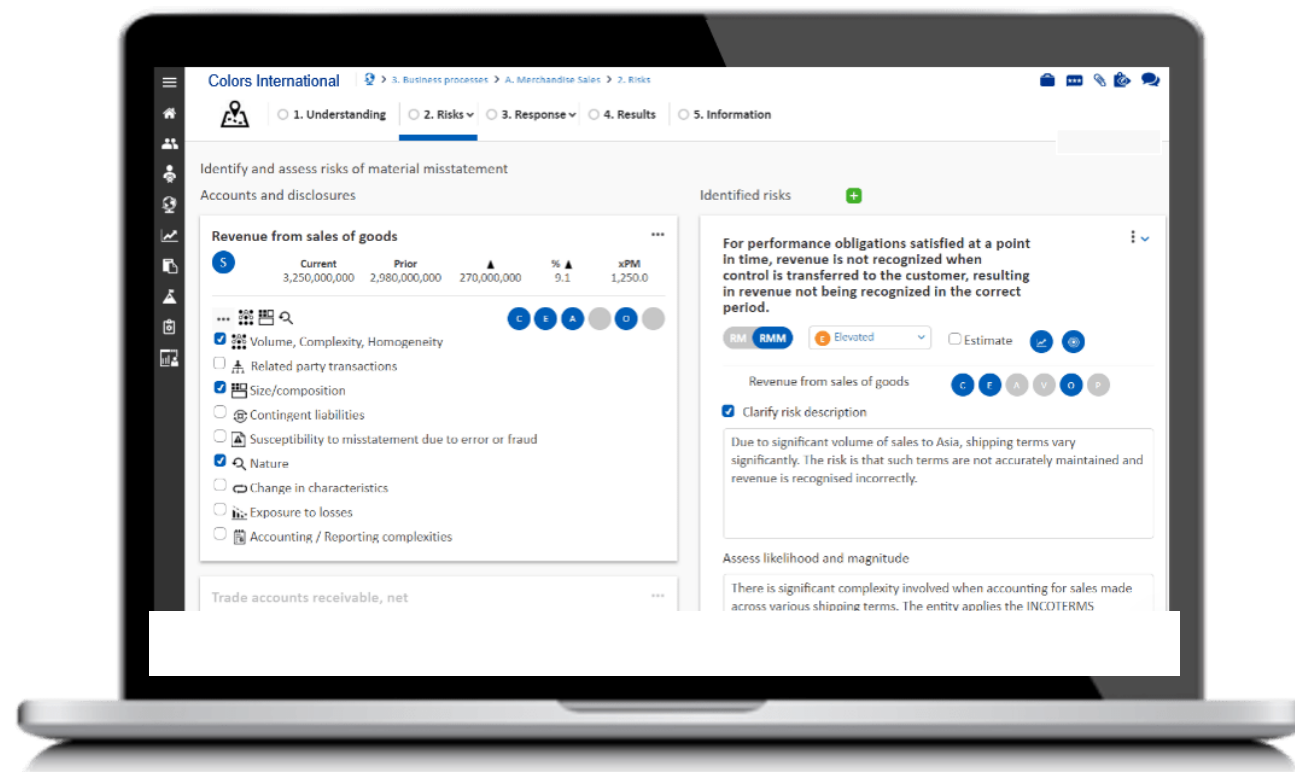 Colors International > 3. Business processes > A. Merchandise Sales > 2. Risks
1. Understanding 2. Risks 3. Response 4. Results 5. Information
Identify and assess risks of material misstatement
Accounts and disclosures
Revenue from sales of goods
S Current Prior ▲ % ▲ xPM
3,250,000,000 2,980,000,000 270,000,000 9.1 1,250.0
C E A O
Volume, Complexity, Homogeneity
Related party transactions
Size/composition
Contingent liabilities
Susceptibility to misstatement due to error or fraud
Nature
Change in characteristics
Exposure to losses
Accounting / Reporting complexities
Trade accounts receivable, net
Identified risks
For performance obligations satisfied at a point
in time, revenue is not recognized when
control is transferred to the customer, resulting
in revenue not being recognized in the correct
period.
RM RMM E Elevated Estimate
Revenue from sales of goods C E A V O P
Clarify risk description
Due to significant volume of sales to Asia, shipping terms vary
significantly. The risk is that such terms are not accurately maintained and
revenue is recognised incorrectly.
Assess likelihood and magnitude
There is significant complexity involved when accounting for sales made
across various shipping terms. The entity applies the INCOTERMS